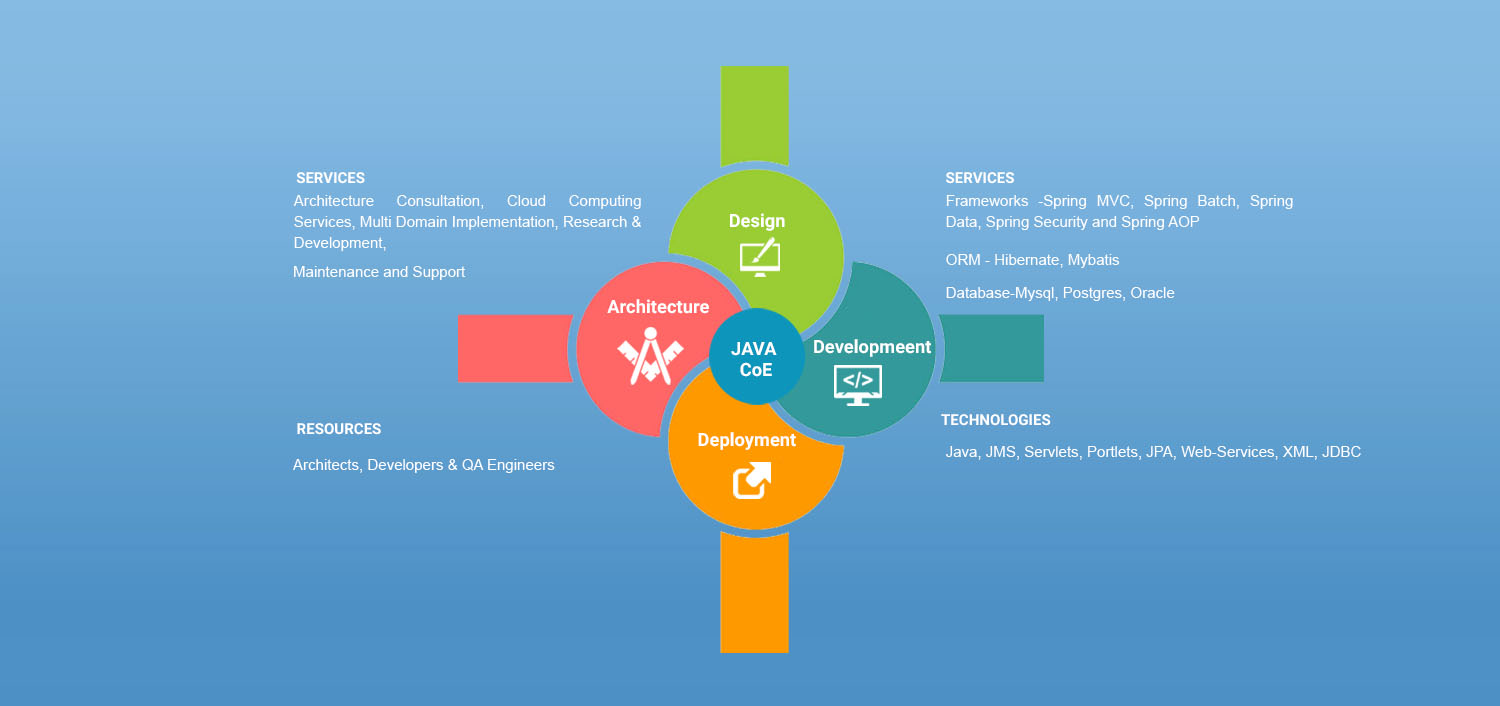 SERVICES
Architecture Consultation, Cloud Computing
Services, Multi Domain Implementation, Research &
Development,
Maintenance and Support
RESOURCES
Architects, Developers & QA Engineers
Design
Architecture
JAVA
CoE
Developmeent
Deployment
SERVICES
Frameworks -Spring MVC, Spring Batch, Spring
Data, Spring Security and Spring AOP
ORM - Hibernate, Mybatis
Database-Mysql, Postgres, Oracle
TECHNOLOGIES
Java, JMS, Servlets, Portlets, JPA, Web-Services, XML, JDBC